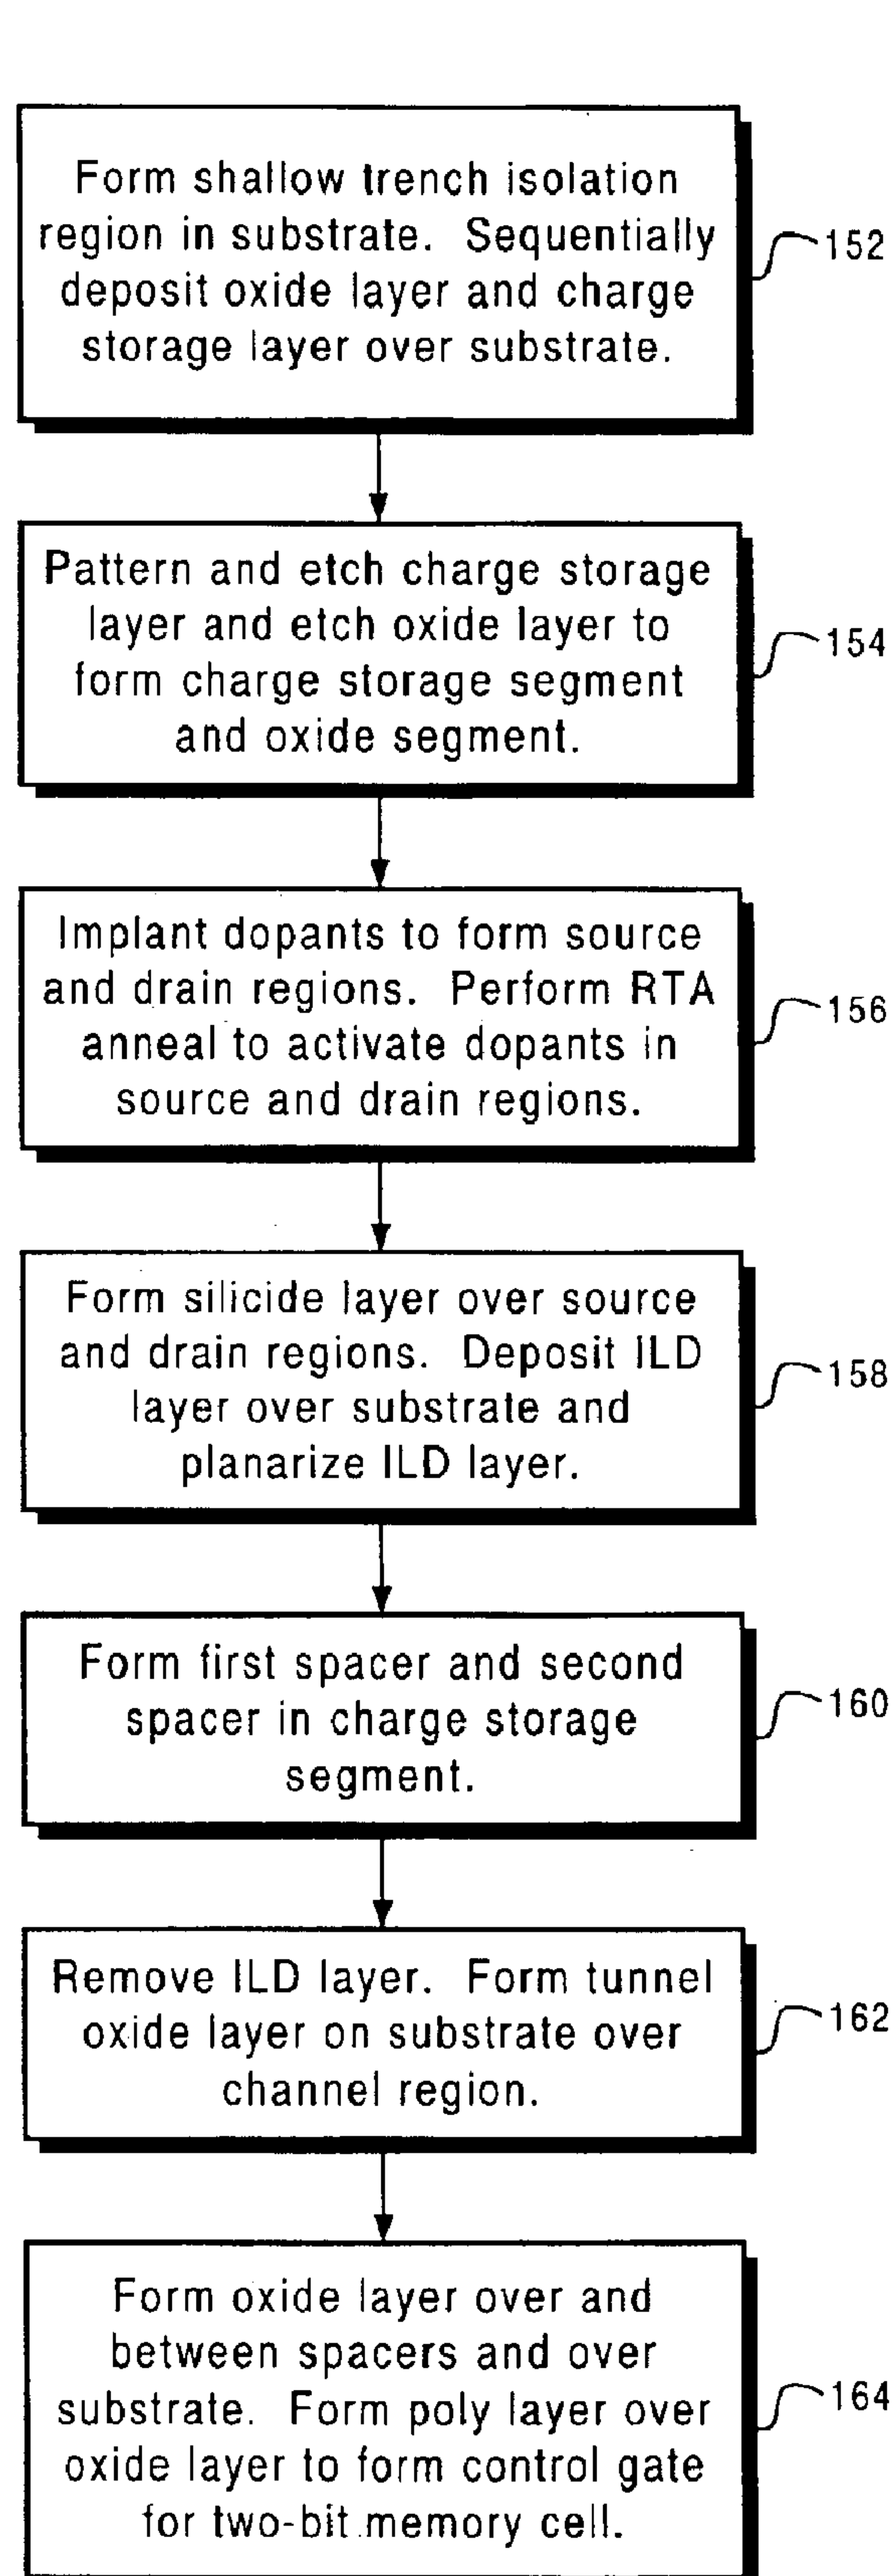 Form shallow trench isolation
region in substrate. Sequentially
deposit oxide layer and charge
storage layer over substrate.
152
Pattern and etch charge storage
layer and etch oxide layer to
form charge storage segment
and oxide segment.
154
Implant dopants to form source
and drain regions. Perform RTA
anneal to activate dopants in
source and drain regions.
156
Form silicide layer over source
and drain regions. Deposit ILD
layer over substrate and
planarize ILD layer.
158
Form first spacer and second
spacer in charge storage
segment.
160
Remove ILD layer. Form tunnel
oxide layer on substrate over
channel region.
162
Form oxide layer over and
between spacers and over
substrate. Form poly layer over
oxide layer to form control gate
for two-bit memory cell.
164